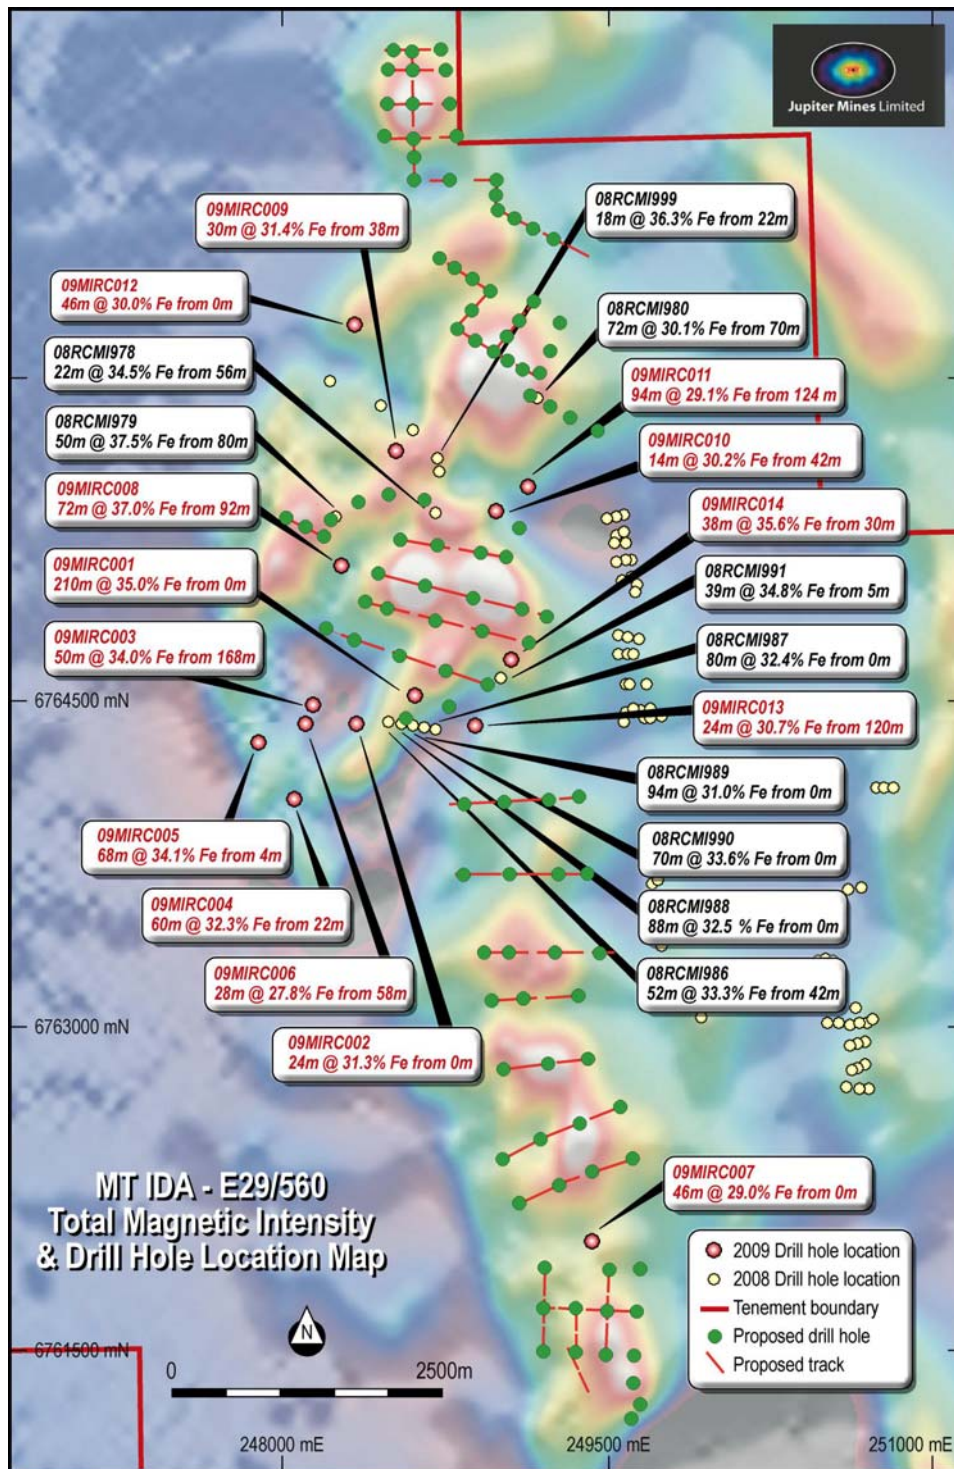 Jupiter Mines Limited
08RCMI999
18m @ 36.3% Fe from 22m
09MIRC009
30m @ 31.4% Fe from 38m
09MIRC012
46m @ 30.0% Fe from 0m
08RCMI980
72m @ 30.1% Fe from 70m
08RCMI978
22m @ 34.5% Fe from 56m
09MIRC011
94m @ 29.1% Fe from 124 m
08RCMI979
50m @ 37.5% Fe from 80m
09MIRC010
14m @ 30.2% Fe from 42m
09MIRC008
72m @ 37.0% Fe from 92m
09MIRC014
38m @ 35.6% Fe from 30m
09MIRC001
210m @ 35.0% Fe from 0m
08RCMI991
39m @ 34.8% Fe from 5m
09MIRC003
50m @ 34.0% Fe from 168m
08RCMI987
80m @ 32.4% Fe from 0m
6764500 mN
09MIRC013
24m @ 30.7% Fe from 120m
08RCMI989
94m @ 31.0% Fe from 0m
09MIRC005
68m @ 34.1% Fe from 4m
08RCMI990
70m @ 33.6% Fe from 0m
09MIRC004
60m @ 32.3% Fe from 22m
08RCMI988
88m @ 32.5 % Fe from 0m
09MIRC006
28m @ 27.8% Fe from 58m
08RCMI986
52m @ 33.3% Fe from 42m
6763000 mN
09MIRC002
24m @ 31.3% Fe from 0m
09MIRC007
46m @ 29.0% Fe from 0m
MT IDA - E29/560
Total Magnetic Intensity
& Drill Hole Location Map
2009 Drill hole location
2008 Drill hole location
Tenement boundary
Proposed drill hole
Proposed track
N
6761500 mN
0 2500m
248000 mE 249500 mE 251000 mE